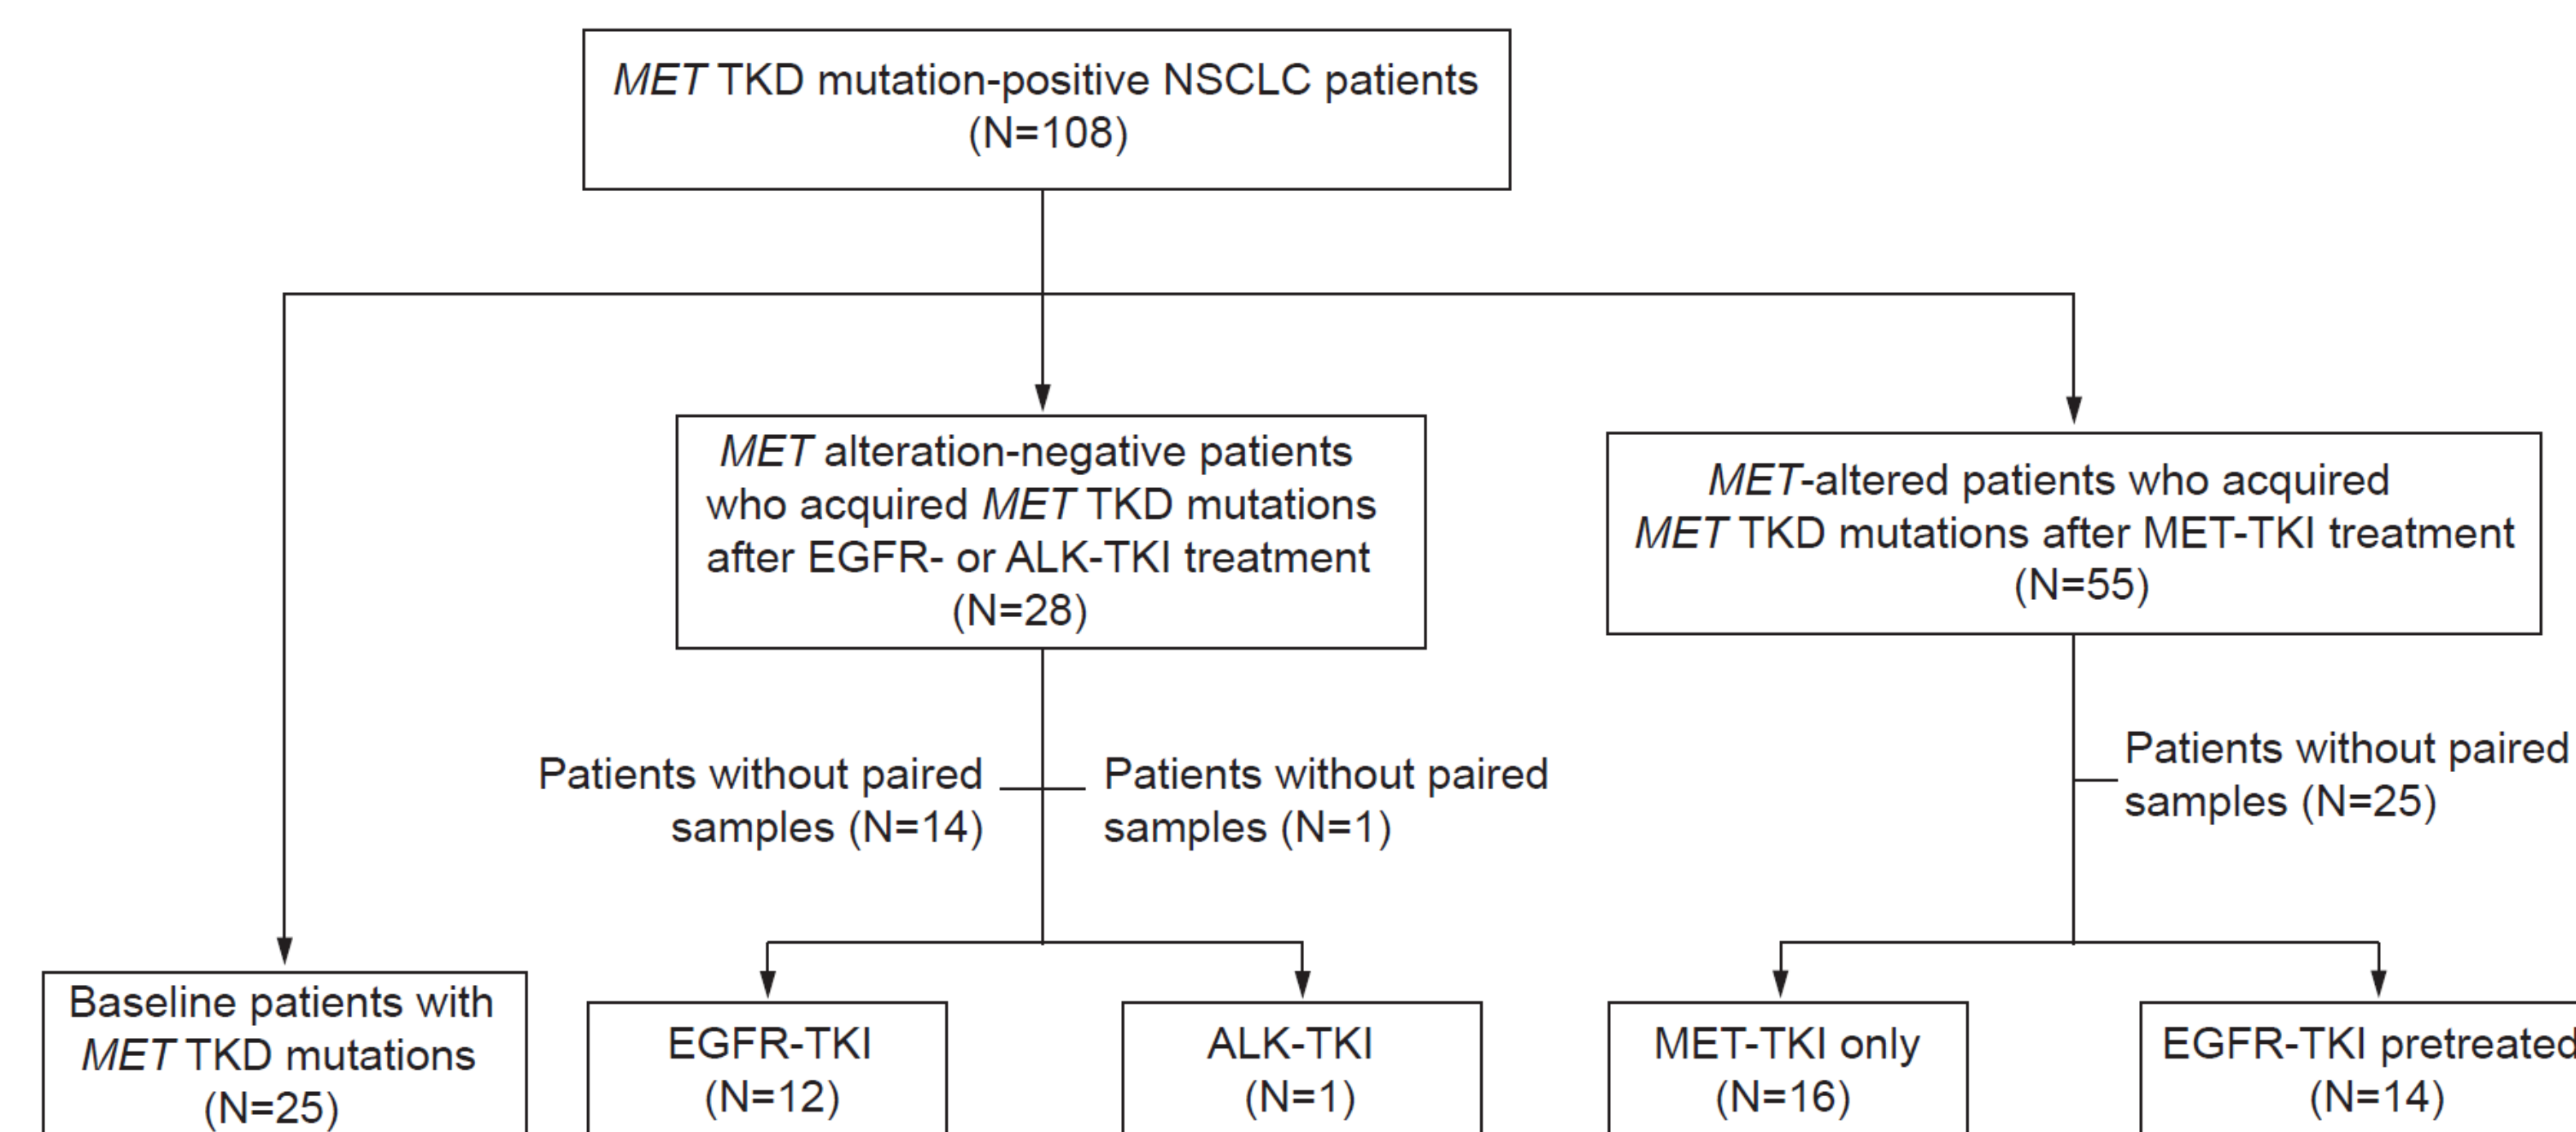 MET TKD mutation-positive NSCLC patients
(N=108)
MET alteration-negative patients
who acquired MET TKD mutations
after EGFR- or ALK-TKI treatment
(N=28)
MET-altered patients who acquired
MET TKD mutations after MET-TKI treatment
(N=55)
Patients without paired
samples (N=14)
Patients without paired
samples (N=1)
Patients without paired
samples (N=25)
Baseline patients with
MET TKD mutations
(N=25)
EGFR-TKI
(N=12)
ALK-TKI
(N=1)
MET-TKI only
(N=16)
EGFR-TKI pretreated
(N=14)